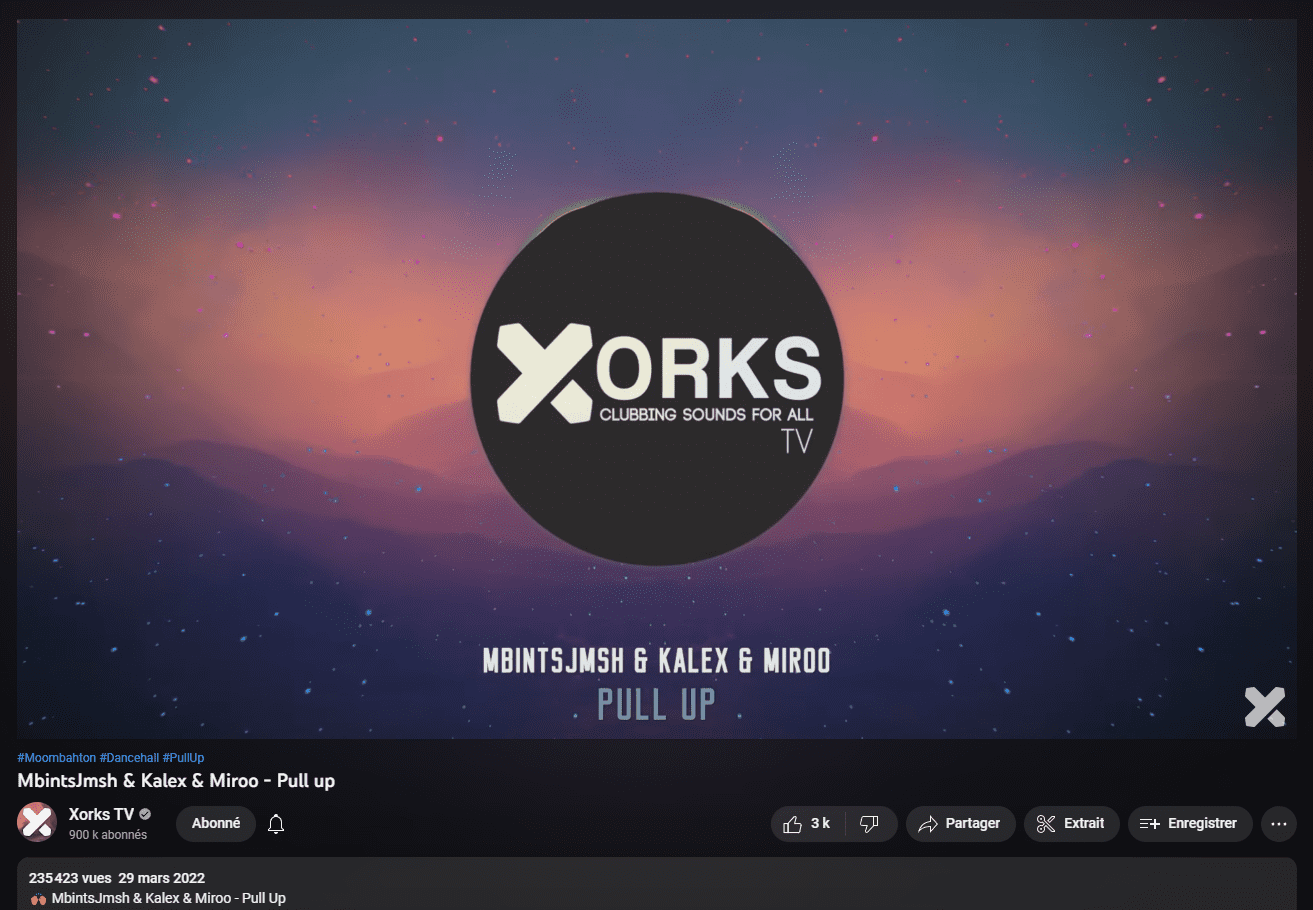 XORKS
CLUBBING SOUNDS FOR ALL
TV
MBINTSJMSH & KALEX & MIROO
PULL UP
#Moombahton #Dancehall #PullUp
MbintsJmsh & Kalex & Miroo - Pull up
Xorks TV
900 k abonnés
Abonné
3 k
Partager
Extrait
Enregistrer
235 423 vues 29 mars 2022
MbintsJmsh & Kalex & Miroo - Pull Up